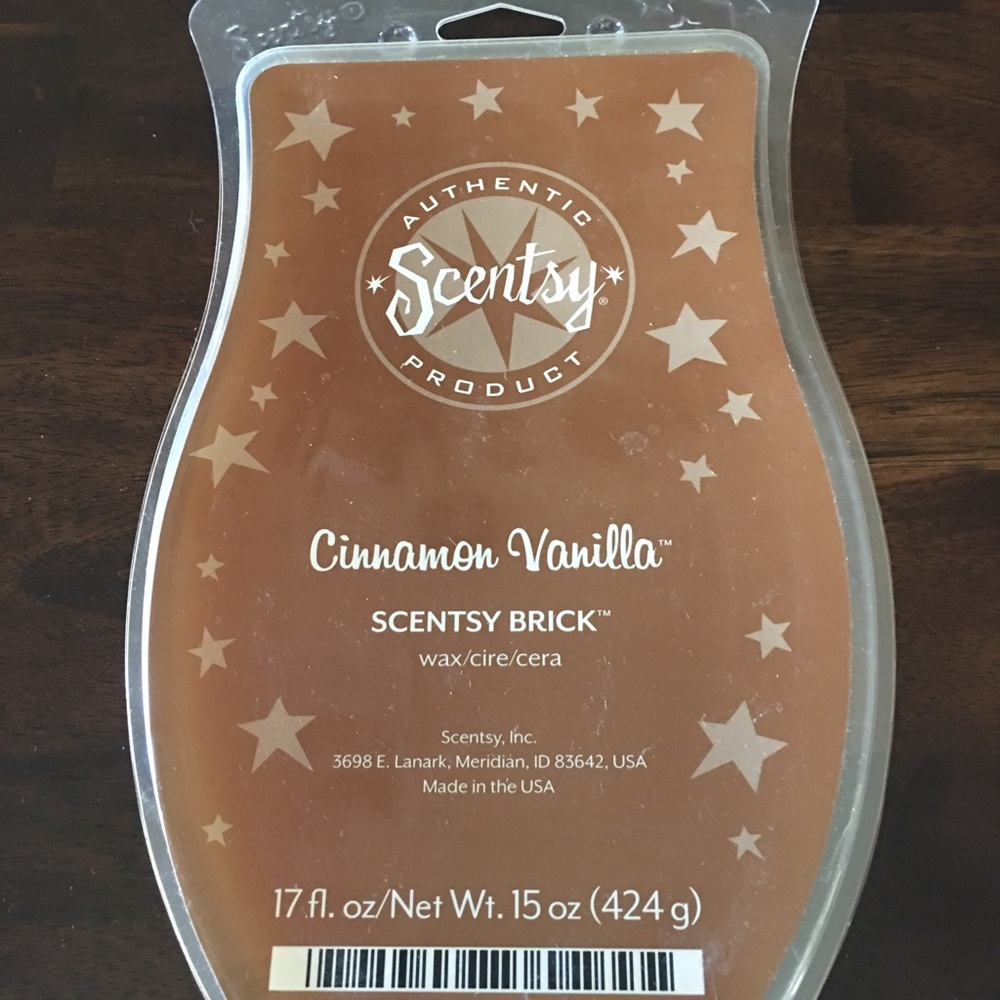 AUTHENTIC
Scentsy®
PRODUCT
Cinnamon Vanilla™
SCENTSY BRICK™
wax/cire/cera
Scentsy, Inc.
3698 E. Lanark, Meridian, ID 83642, USA
Made in the USA
17 fl. oz/Net Wt. 15 oz (424 g)